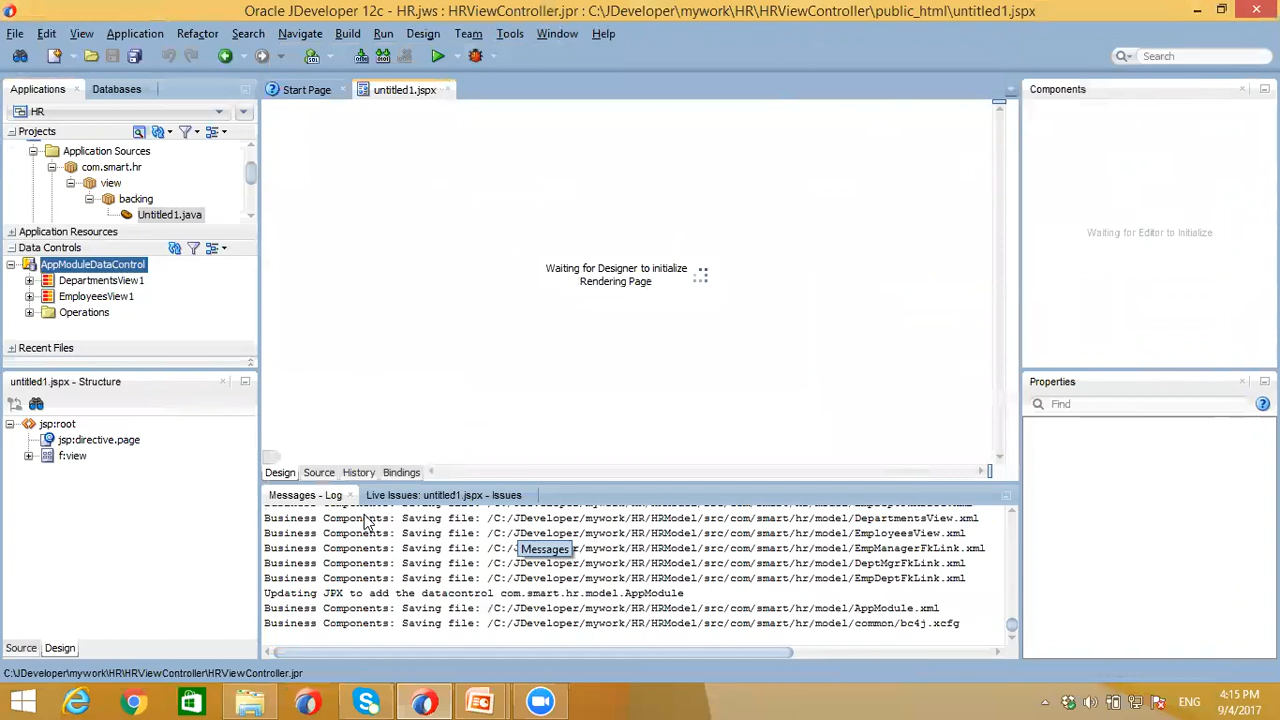 Oracle JDeveloper 12c - HR.jws : HRViewController.jpr : C:\JDeveloper\mywork\HR\HRViewController\public_html\untitled1.jspx
File Edit View Application Refactor Search Navigate Build Run Design Team Tools Window Help
Search
Applications Databases
Start Page untitled1.jspx
Components
HR
Projects
Application Sources
com.smart.hr
view
backing
Untitled1.java
Application Resources
Data Controls
AppModuleDataControl
DepartmentsView1
EmployeesView1
Operations
Recent Files
Waiting for Designer to initialize
Rendering Page
Waiting for Editor to Initialize
untitled1.jspx - Structure
jsp:root
jsp:directive.page
f:view
Source Design
Design Source History Bindings
Messages - Log Live Issues: untitled1.jspx - Issues
Business Components: Saving file: /C:/JDeveloper/mywork/HR/HRModel/src/com/smart/hr/model/DepartmentsView.xml
Business Components: Saving file: /C:/JDeveloper/mywork/HR/HRModel/src/com/smart/hr/model/EmployeesView.xml
Business Components: Saving file: /C:/J Messages r/mywork/HR/HRModel/src/com/smart/hr/model/EmpManagerFkLink.xml
Business Components: Saving file: /C:/JDeveloper/mywork/HR/HRModel/src/com/smart/hr/model/DeptMgrFkLink.xml
Business Components: Saving file: /C:/JDeveloper/mywork/HR/HRModel/src/com/smart/hr/model/EmpDeptFkLink.xml
Updating JPX to add the datacontrol com.smart.hr.model.AppModule
Business Components: Saving file: /C:/JDeveloper/mywork/HR/HRModel/src/com/smart/hr/model/AppModule.xml
Business Components: Saving file: /C:/JDeveloper/mywork/HR/HRModel/src/com/smart/hr/model/common/bc4j.xcfg
Properties
Find
C:\JDeveloper\mywork\HR\HRViewController\HRViewController.jpr
ENG
4:15 PM
9/4/2017